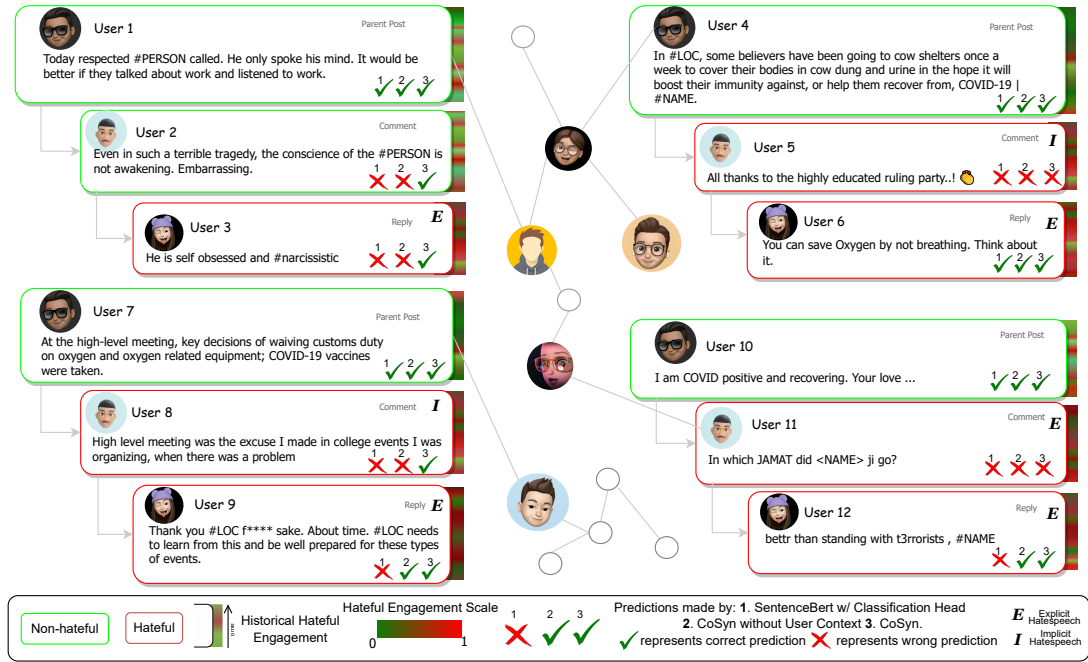 User 1
Parent Post
Today respected #PERSON called. He only spoke his mind. It would be
better if they talked about work and listened to work.
1 2 3
User 2
Comment
Even in such a terrible tragedy, the conscience of the #PERSON is
not awakening. Embarrassing.
1 2 3
User 3
Reply E
He is self obsessed and #narcissistic
1 2 3
User 4
Parent Post
In #LOC, some believers have been going to cow shelters once a
week to cover their bodies in cow dung and urine in the hope it will
boost their immunity against, or help them recover from, COVID-19 |
#NAME.
1 2 3
User 5
Comment I
All thanks to the highly educated ruling party..!
1 2 3
User 6
Reply E
You can save Oxygen by not breathing. Think about
it.
1 2 3
User 7
Parent Post
At the high-level meeting, key decisions of waiving customs duty
on oxygen and oxygen related equipment; COVID-19 vaccines
were taken.
1 2 3
User 8
Comment I
High level meeting was the excuse I made in college events I was
organizing, when there was a problem
1 2 3
User 9
Reply E
Thank you #LOC f**** sake. About time. #LOC needs
to learn from this and be well prepared for these types
of events.
1 2 3
User 10
Parent Post
I am COVID positive and recovering. Your love ...
1 2 3
User 11
Comment E
In which JAMAT did <NAME> ji go?
1 2 3
User 12
Reply E
bettr than standing with t3rrorists , #NAME
1 2 3
Non-hateful
Hateful
time
Historical Hateful
Engagement
Hateful Engagement Scale
0 1
1 2 3
Predictions made by: 1. SentenceBert w/ Classification Head
2. CoSyn without User Context 3. CoSyn.
represents correct prediction represents wrong prediction
E Explicit
Hatespeech
I Implicit
Hatespeech